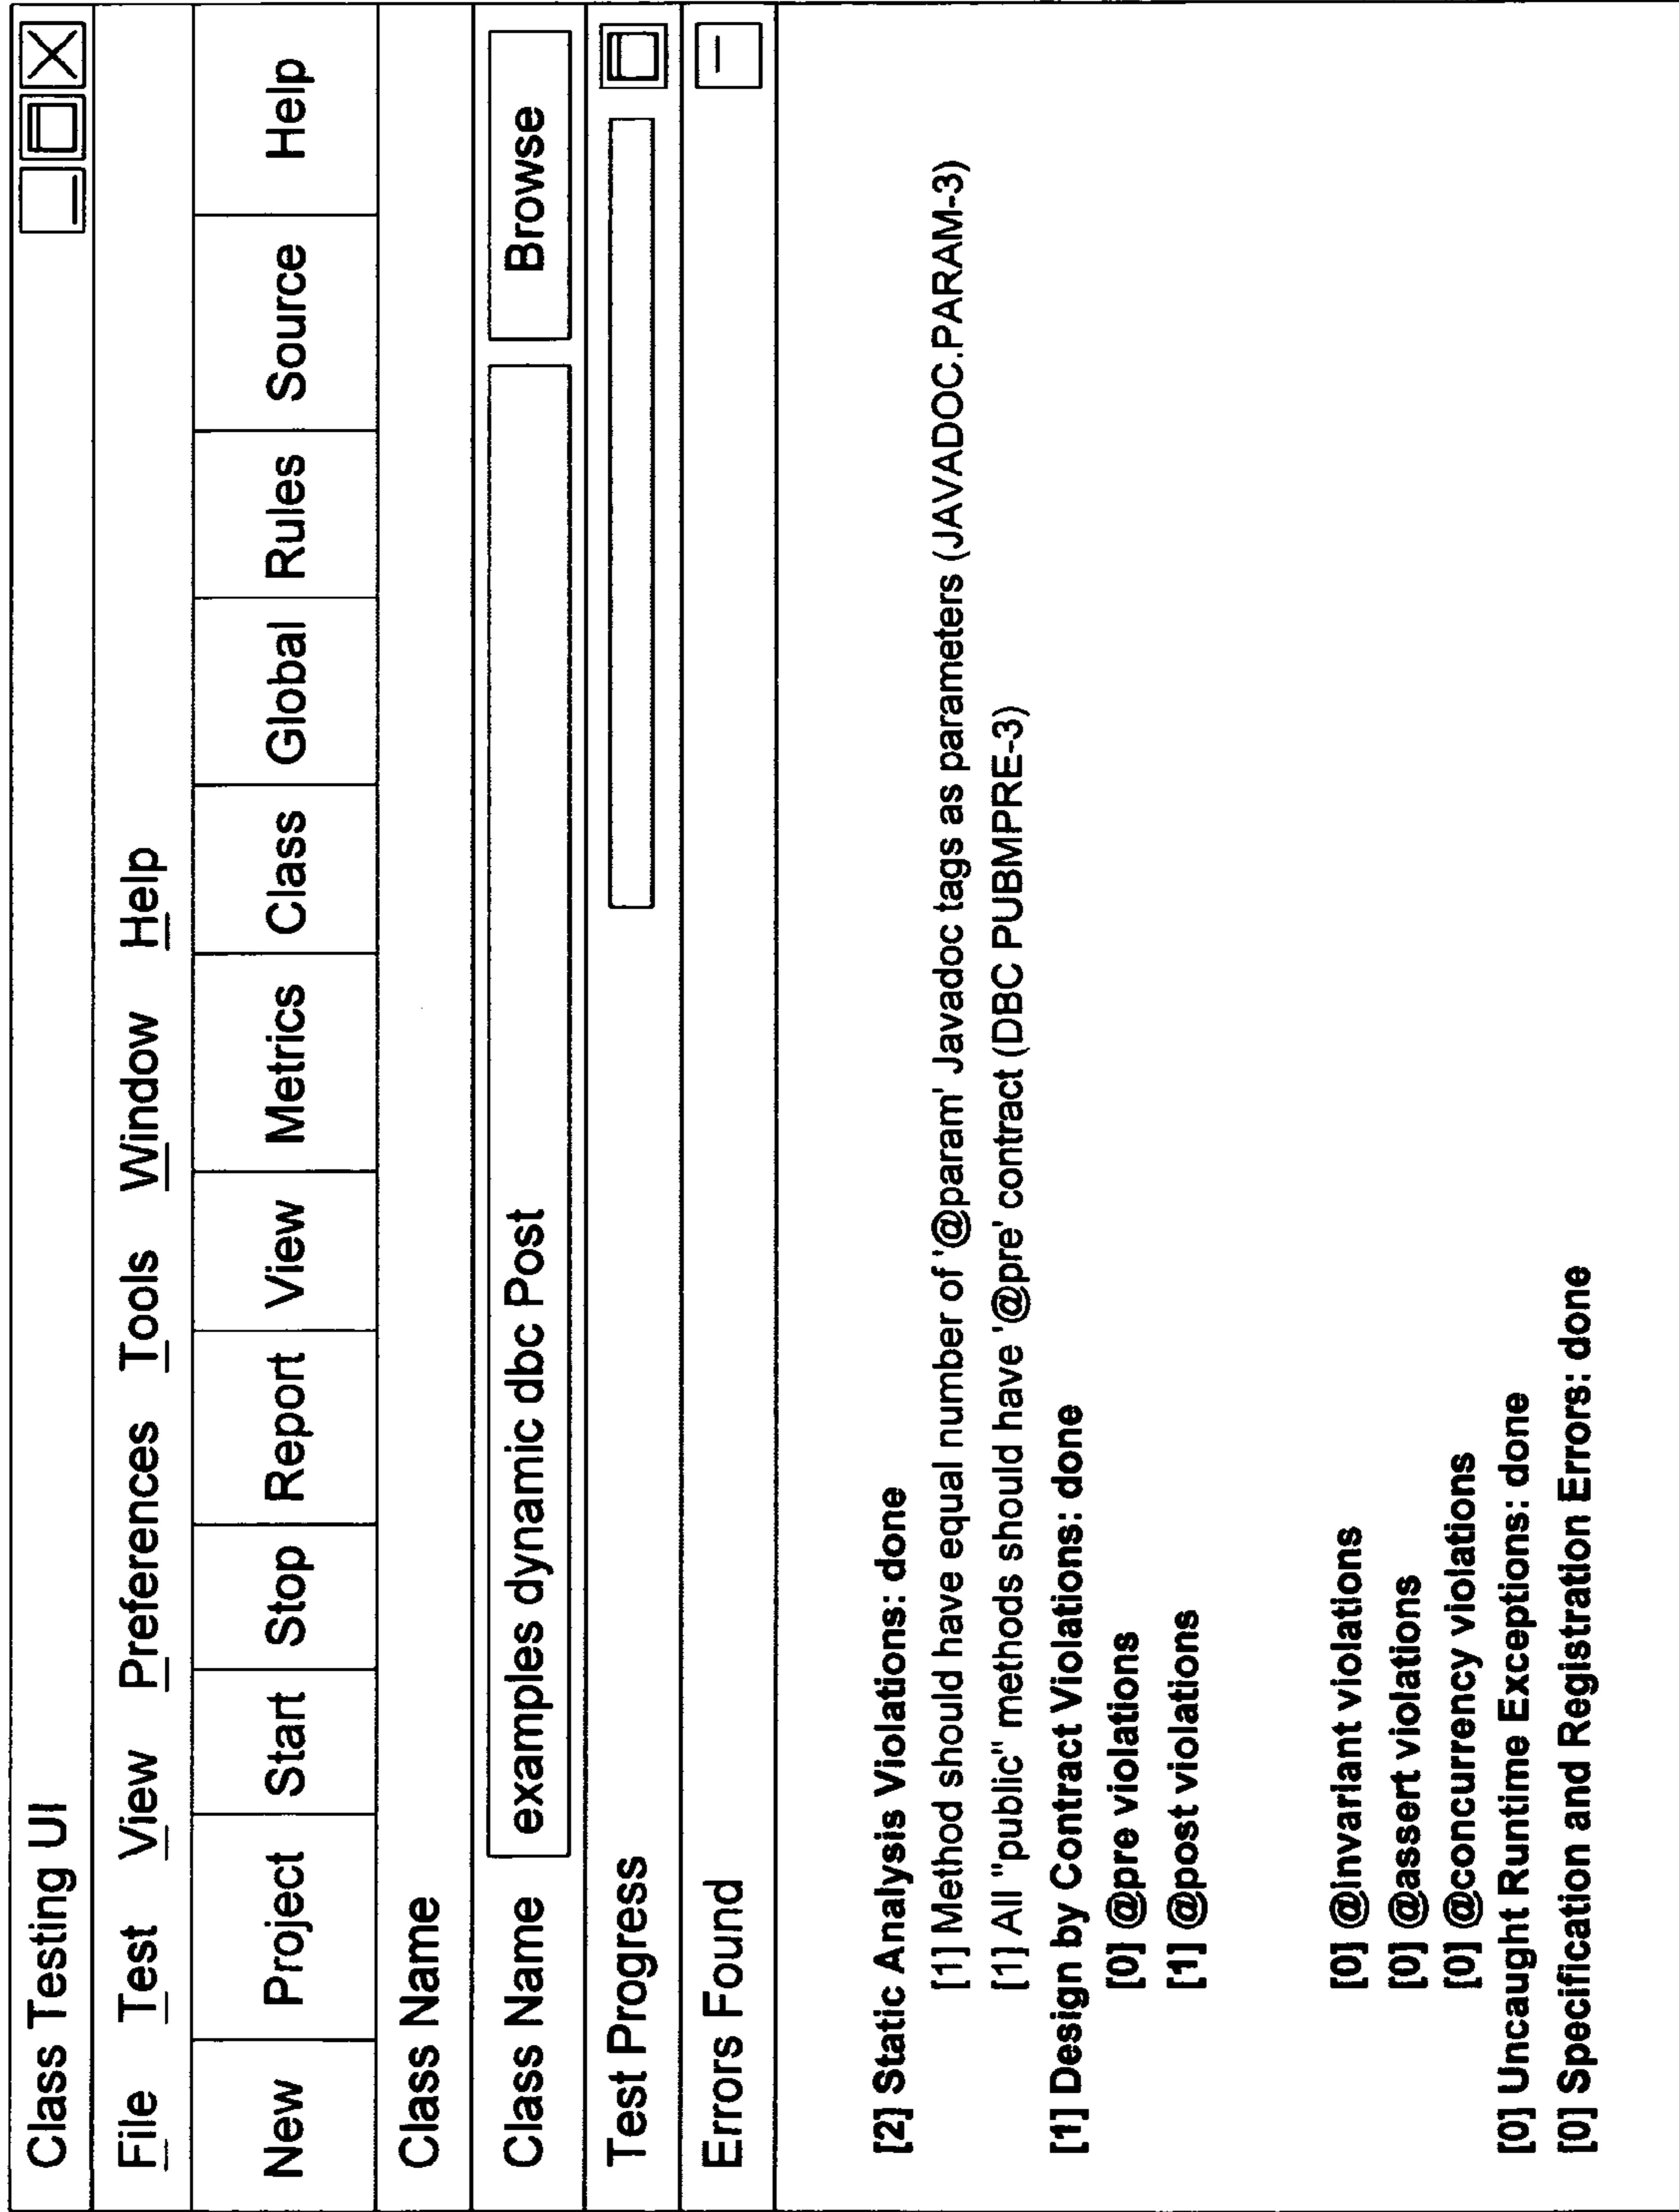 Class Testing UI
File Test View Preferences Tools Window Help
New Project Start Stop Report View Metrics Class Global Rules Source Help
Class Name
Class Name examples dynamic dbc Post Browse
Test Progress
Errors Found
[2] Static Analysis Violations: done
[1] Method should have equal number of '@param' Javadoc tags as parameters (JAVADOC.PARAM-3)
[1] All "public" methods should have '@pre' contract (DBC PUBMPRE-3)
[1] Design by Contract Violations: done
[0] @pre violations
[1] @post violations
[0] @invariant violations
[0] @assert violations
[0] @concurrency violations
[0] Uncaught Runtime Exceptions: done
[0] Specification and Registration Errors: done